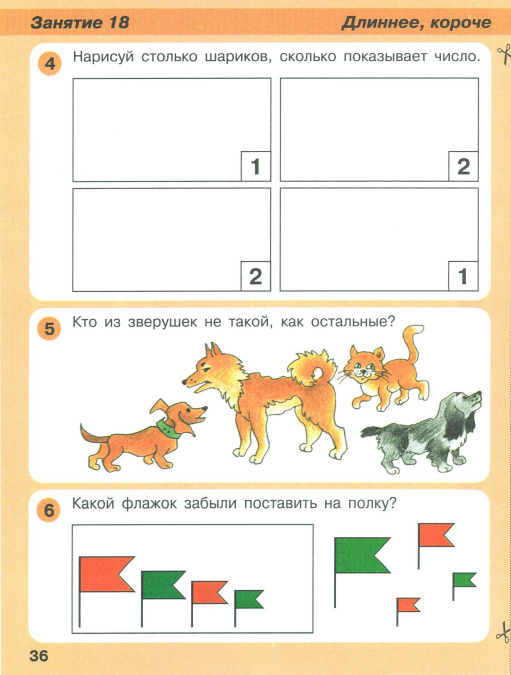 Занятие 18
Длиннее, короче
4 Нарисуй столько шариков, сколько показывает число.
1
2
2
1
5 Кто из зверушек не такой, как остальные?
6 Какой флажок забыли поставить на полку?
36